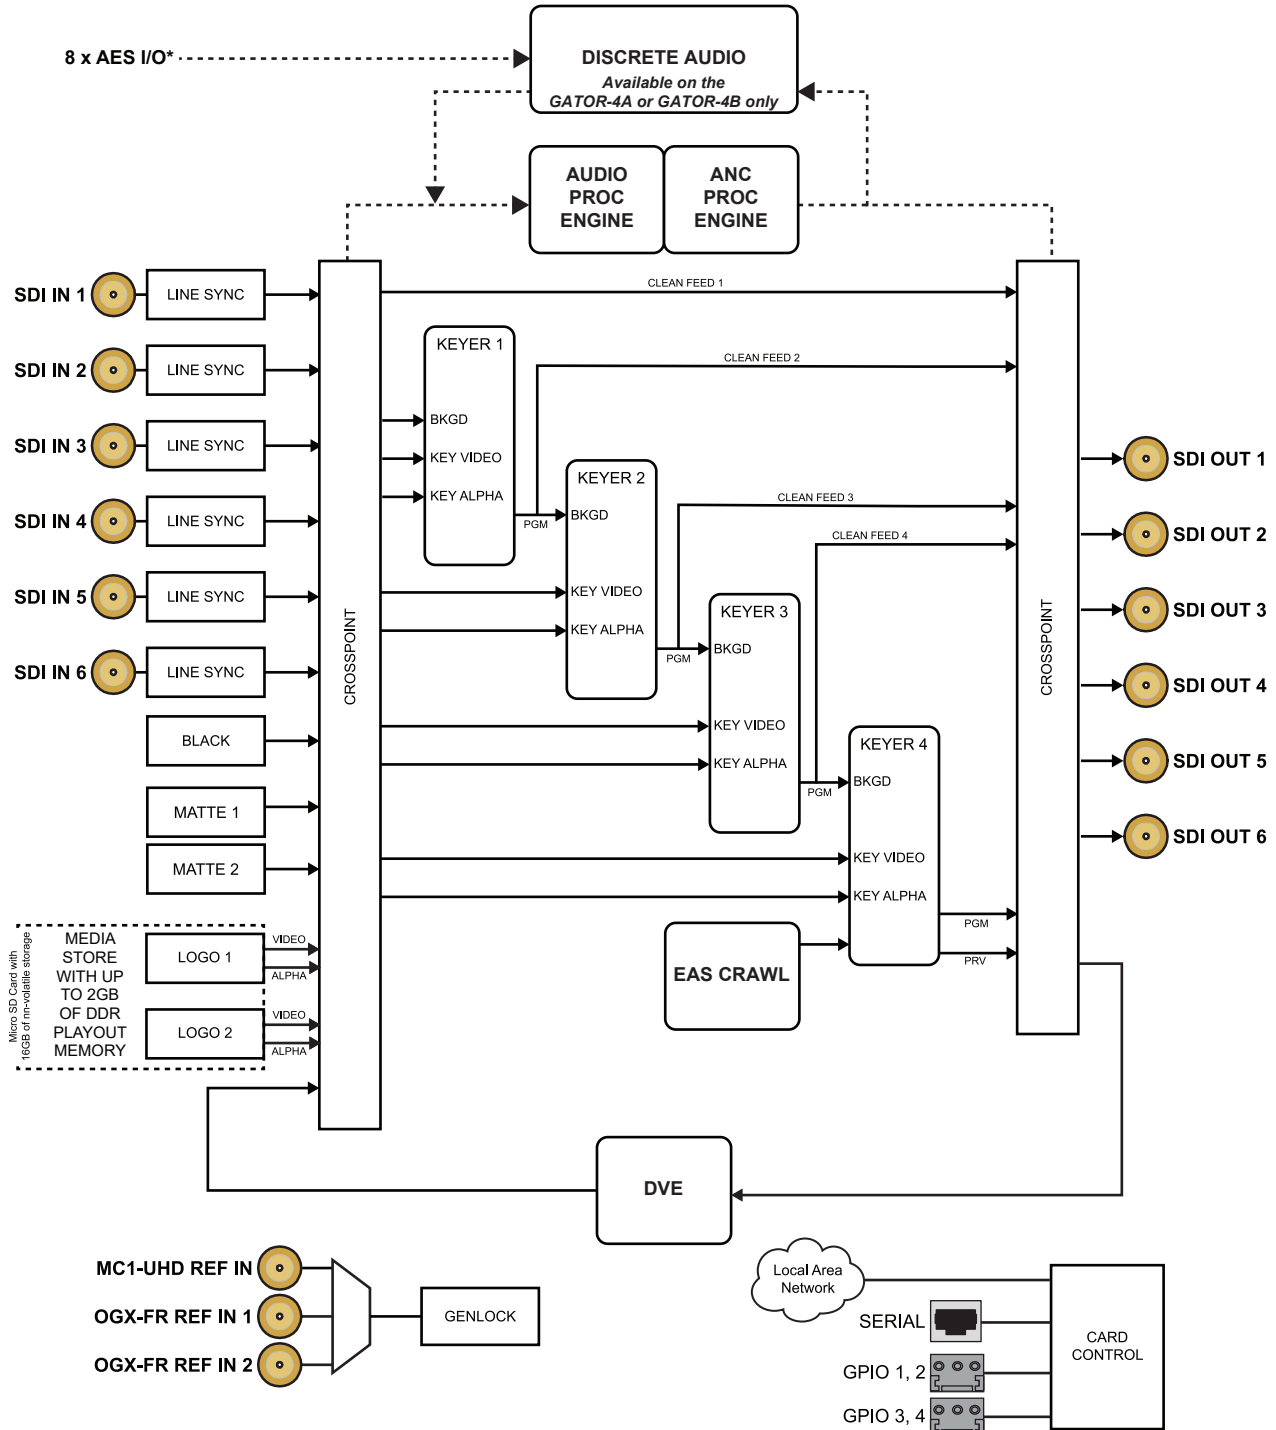 8 x AES I/O*
DISCRETE AUDIO
Available on the
GATOR-4A or GATOR-4B only
AUDIO
PROC
ENGINE
ANC
PROC
ENGINE
SDI IN 1
LINE SYNC
SDI IN 2
LINE SYNC
SDI IN 3
LINE SYNC
SDI IN 4
LINE SYNC
SDI IN 5
LINE SYNC
SDI IN 6
LINE SYNC
BLACK
MATTE 1
MATTE 2
Micro SD Card with
16GB of nn-volatile storage
MEDIA
STORE
WITH UP
TO 2GB
OF DDR
PLAYOUT
MEMORY
LOGO 1
VIDEO
ALPHA
LOGO 2
VIDEO
ALPHA
CROSSPOINT
CLEAN FEED 1
KEYER 1
BKGD
KEY VIDEO
KEY ALPHA
PGM
CLEAN FEED 2
KEYER 2
BKGD
KEY VIDEO
KEY ALPHA
PGM
CLEAN FEED 3
KEYER 3
BKGD
KEY VIDEO
KEY ALPHA
PGM
CLEAN FEED 4
KEYER 4
BKGD
KEY VIDEO
KEY ALPHA
PGM
PRV
EAS CRAWL
CROSSPOINT
SDI OUT 1
SDI OUT 2
SDI OUT 3
SDI OUT 4
SDI OUT 5
SDI OUT 6
DVE
MC1-UHD REF IN
OGX-FR REF IN 1
OGX-FR REF IN 2
GENLOCK
Local Area
Network
SERIAL
GPIO 1, 2
GPIO 3, 4
CARD
CONTROL